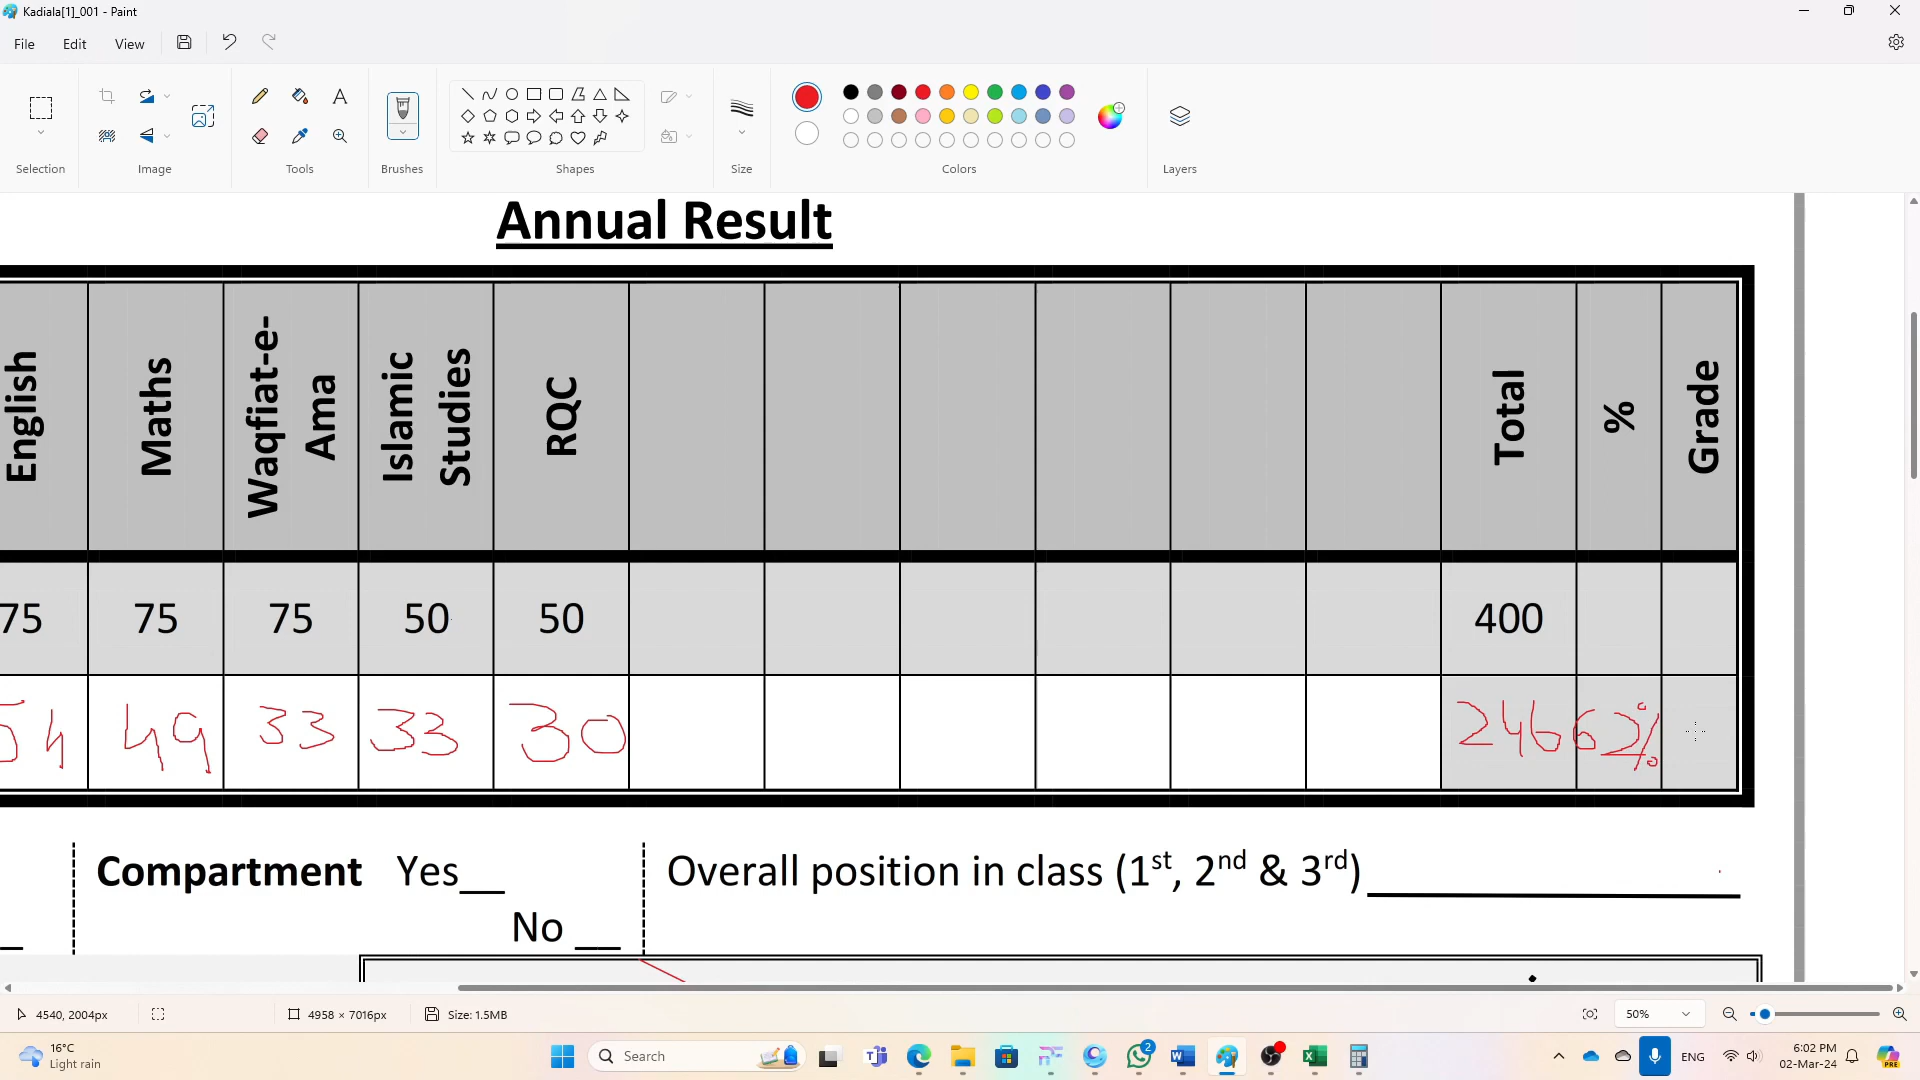 Kadiala[1]_001 - Paint
File Edit View
Selection Image Tools Brushes Shapes Size Colors Layers
Annual Result
English Maths Waqfiat-e-Ama Islamic Studies RQC Total % Grade
75 75 75 50 50 400
54 49 33 33 30 246 62%
Compartment Yes__ Overall position in class (1st, 2nd & 3rd)
No __
4540, 2004px 4958 × 7016px Size: 1.5MB 50%
16°C
Light rain
Search
2
PRE
ENG
6:02 PM
02-Mar-24